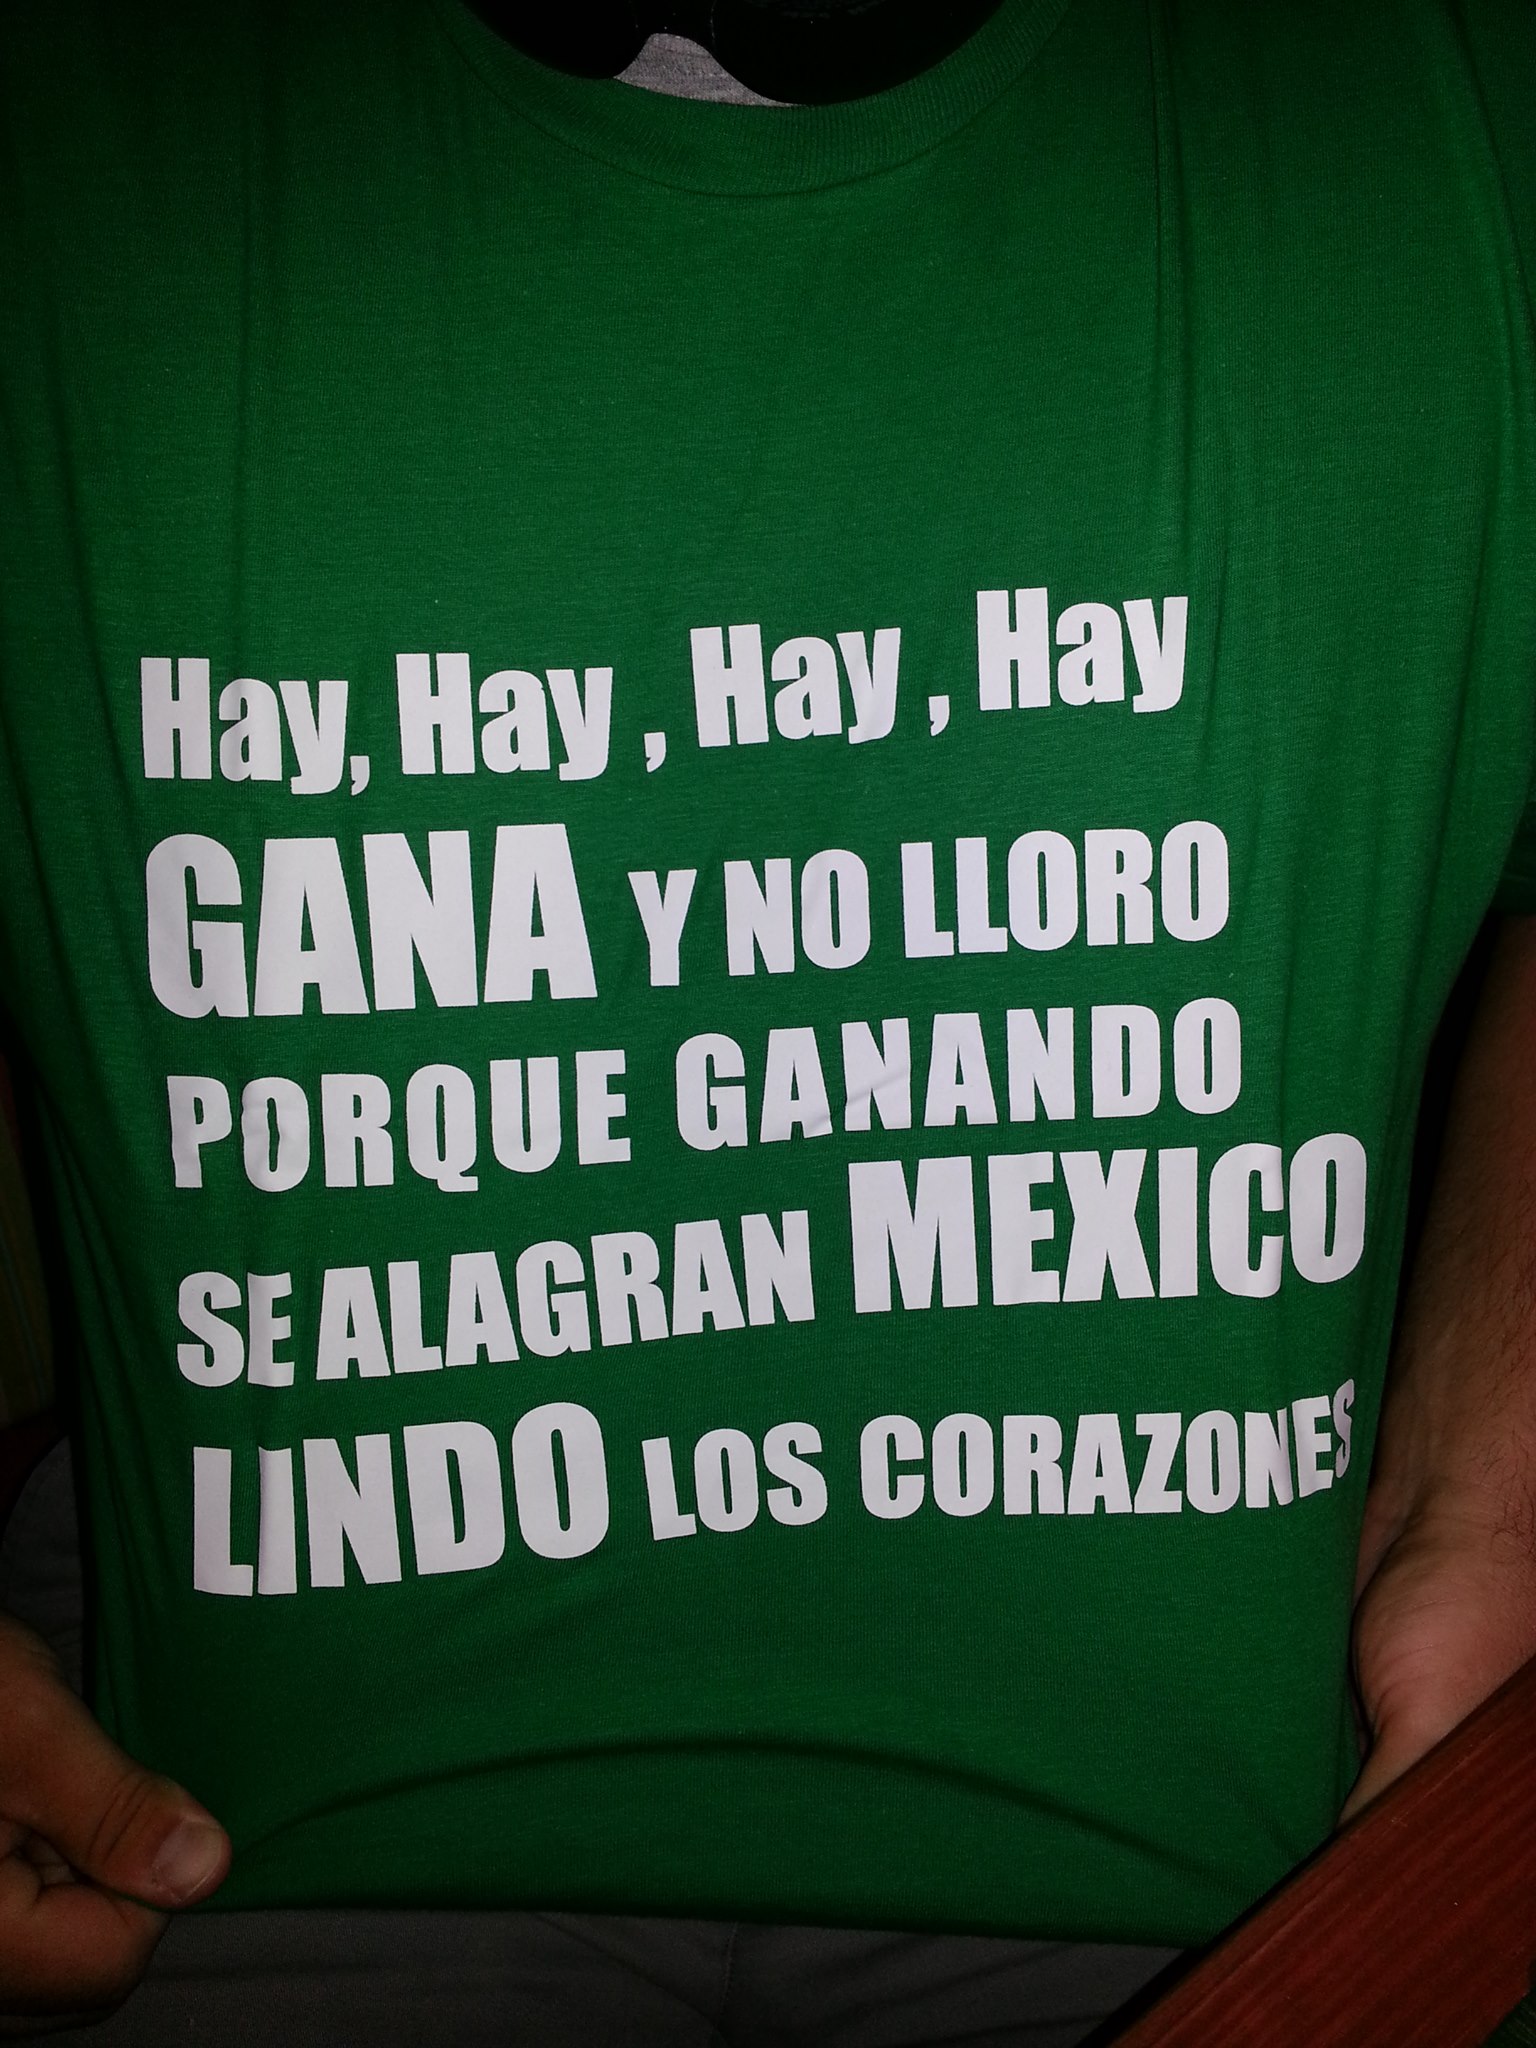 Hay, Hay , Hay , Hay
GANA Y NO LLORO
PORQUE GANANDO
SE ALAGRAN MEXICO
LINDO LOS CORAZONES